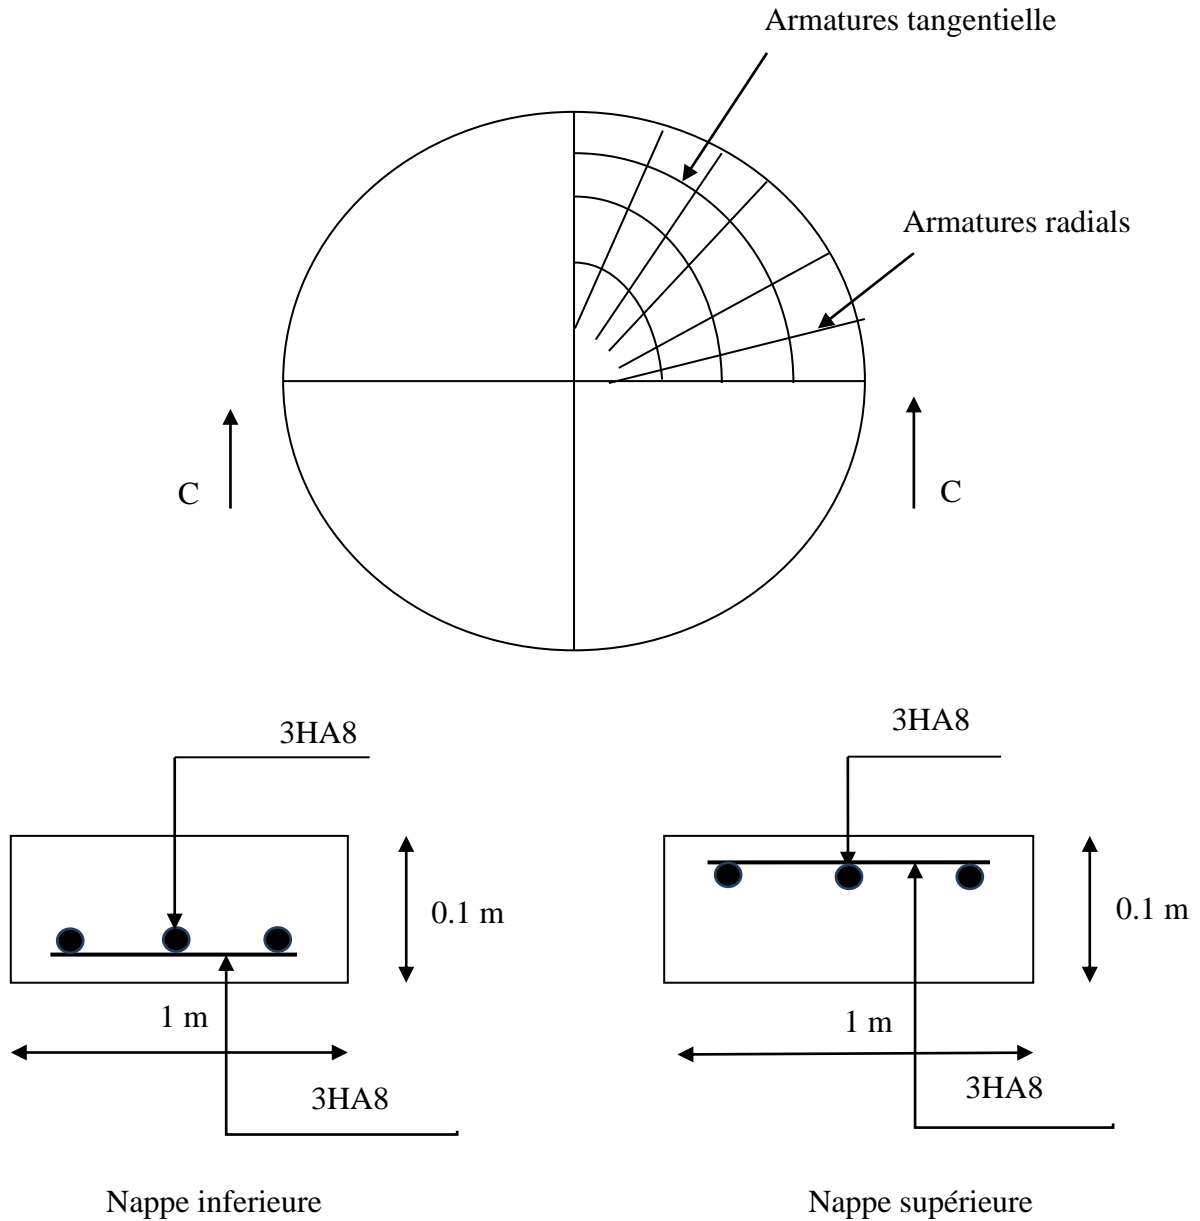 Armatures tangentielle
Armatures radials
C
C
3HA8
3HA8
0.1 m
0.1 m
1 m
1 m
3HA8
3HA8
Nappe inferieure
Nappe supérieure